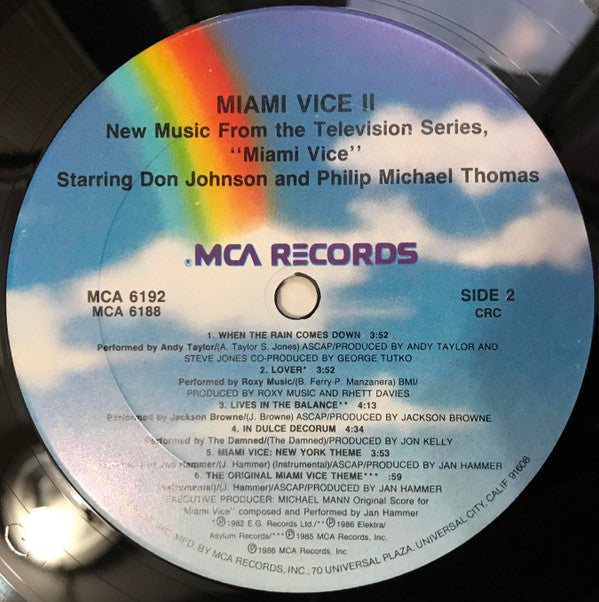 MIAMI VICE II
New Music From the Television Series,
"Miami Vice"
Starring Don Johnson and Philip Michael Thomas
®MCA RECORDS
MCA 6192
MCA 6188
SIDE 2
CRC
1. WHEN THE RAIN COMES DOWN 3:52
Performed by Andy Taylor/(A. Taylor S. Jones) ASCAP/PRODUCED BY ANDY TAYLOR AND
STEVE JONES CO-PRODUCED BY GEORGE TUTKO
2. LOVER* 3:52
Performed by Roxy Music/(B. Ferry-P. Manzanera) BMI/
PRODUCED BY ROXY MUSIC AND RHETT DAVIES
3. LIVES IN THE BALANCE** 4:13
Performed by Jackson Browne/(J. Browne) ASCAP/PRODUCED BY JACKSON BROWNE
4. IN DULCE DECORUM 4:34
Performed by The Damned/(The Damned)/PRODUCED BY JON KELLY
5. MIAMI VICE: NEW YORK THEME 3:53
Jan Hammer/(J. Hammer) (Instrumental)/ASCAP/PRODUCED BY JAN HAMMER
6. THE ORIGINAL MIAMI VICE THEME*** :59
(Instrumental)/(J. Hammer)/ASCAP/PRODUCED BY JAN HAMMER
EXECUTIVE PRODUCER: MICHAEL MANN Original Score for
"Miami Vice" composed and Performed by Jan Hammer
*℗1982 E.G. Records Ltd./**℗1986 Elektra/
Asylum Records/***℗1985 MCA Records, Inc.
℗1986 MCA Records, Inc.
MFD. BY MCA RECORDS, INC., 70 UNIVERSAL PLAZA, UNIVERSAL CITY, CALIF 91608